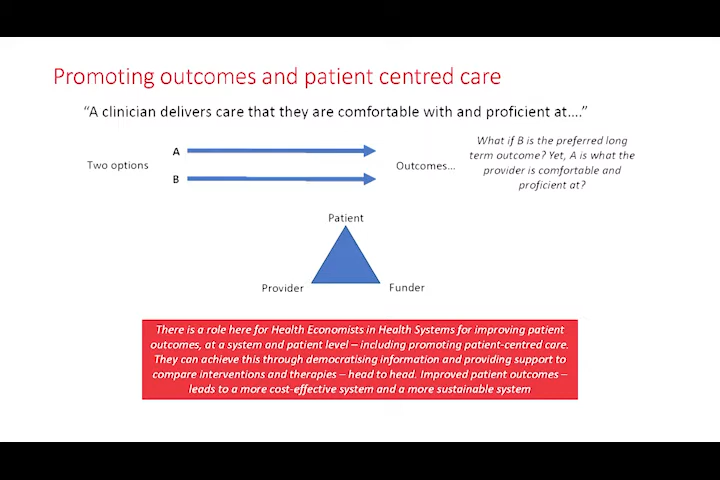 Promoting outcomes and patient centred care
“A clinician delivers care that they are comfortable with and proficient at....”
Two options
A
B
Outcomes...
What if B is the preferred long
term outcome? Yet, A is what the
provider is comfortable and
proficient at?
Patient
Provider
Funder
There is a role here for Health Economists in Health Systems for improving patient
outcomes, at a system and patient level – including promoting patient-centred care.
They can achieve this through democratising information and providing support to
compare interventions and therapies – head to head. Improved patient outcomes –
leads to a more cost-effective system and a more sustainable system